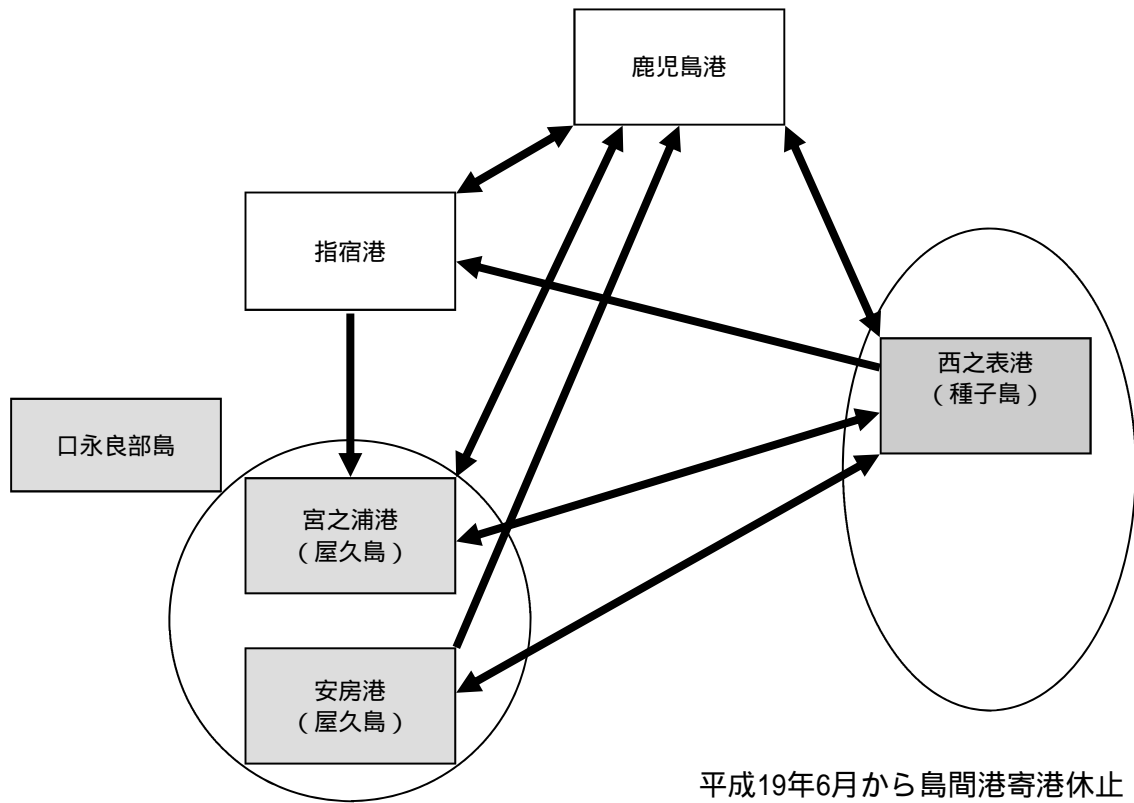 鹿児島港
指宿港
西之表港
（種子島）
口永良部島
宮之浦港
（屋久島）
安房港
（屋久島）
平成19年6月から島間港寄港休止